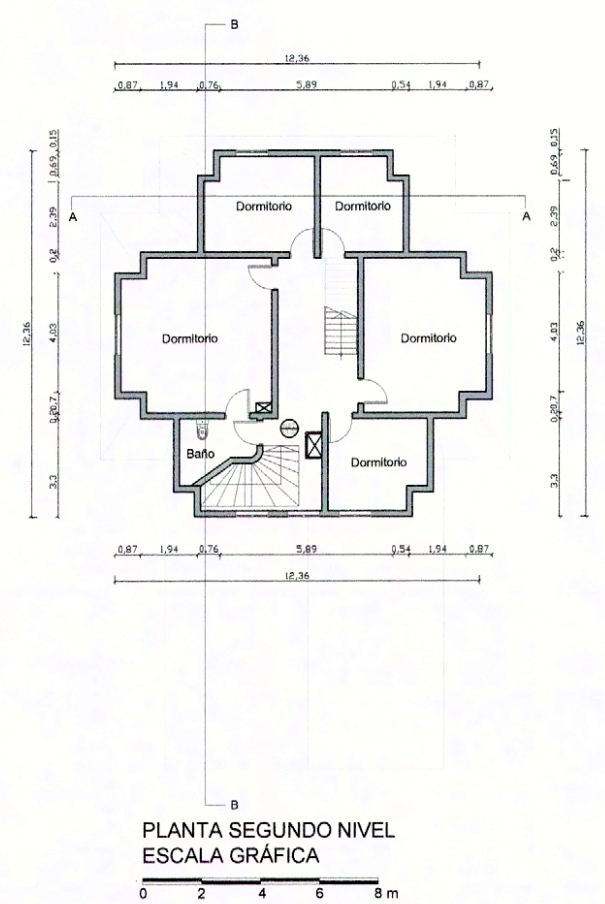 B
12,36
0,87 1,94 0,76 5,89 0,54 1,94 0,87
0,15
0,69
2,39
0,2
4,03
0,7
0,2
3,3
12,36
0,15
0,69
2,39
0,2
4,03
0,7
0,2
3,3
12,36
A A
Dormitorio Dormitorio
Dormitorio Dormitorio
Baño Dormitorio
0,87 1,94 0,76 5,89 0,54 1,94 0,87
12,36
B
PLANTA SEGUNDO NIVEL
ESCALA GRÁFICA
0 2 4 6 8 m